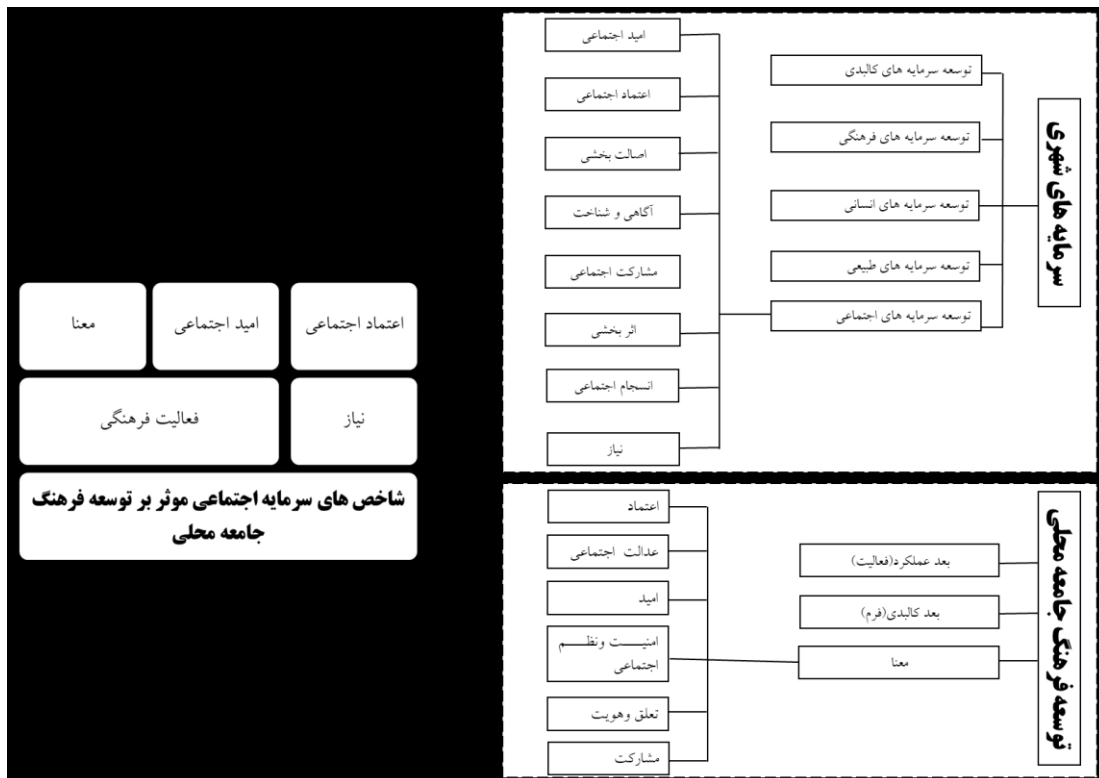 سرمایه های شهری
توسعه سرمایه های کالبدی
توسعه سرمایه های فرهنگی
توسعه سرمایه های انسانی
توسعه سرمایه های طبیعی
توسعه سرمایه های اجتماعی
امید اجتماعی
اعتماد اجتماعی
اصالت بخشی
آگاهی و شناخت
مشارکت اجتماعی
اثر بخشی
انسجام اجتماعی
نیاز
توسعه فرهنگ جامعه محلی
بعد عملکرد(فعالیت)
بعد کالبدی(فرم)
معنا
اعتماد
عدالت اجتماعی
امید
امنیــــت ونظــــم
اجتماعی
تعلق وهویت
مشارکت
اعتماد اجتماعی
امید اجتماعی
معنا
نیاز
فعالیت فرهنگی
شاخص های سرمایه اجتماعی موثر بر توسعه فرهنگ
جامعه محلی